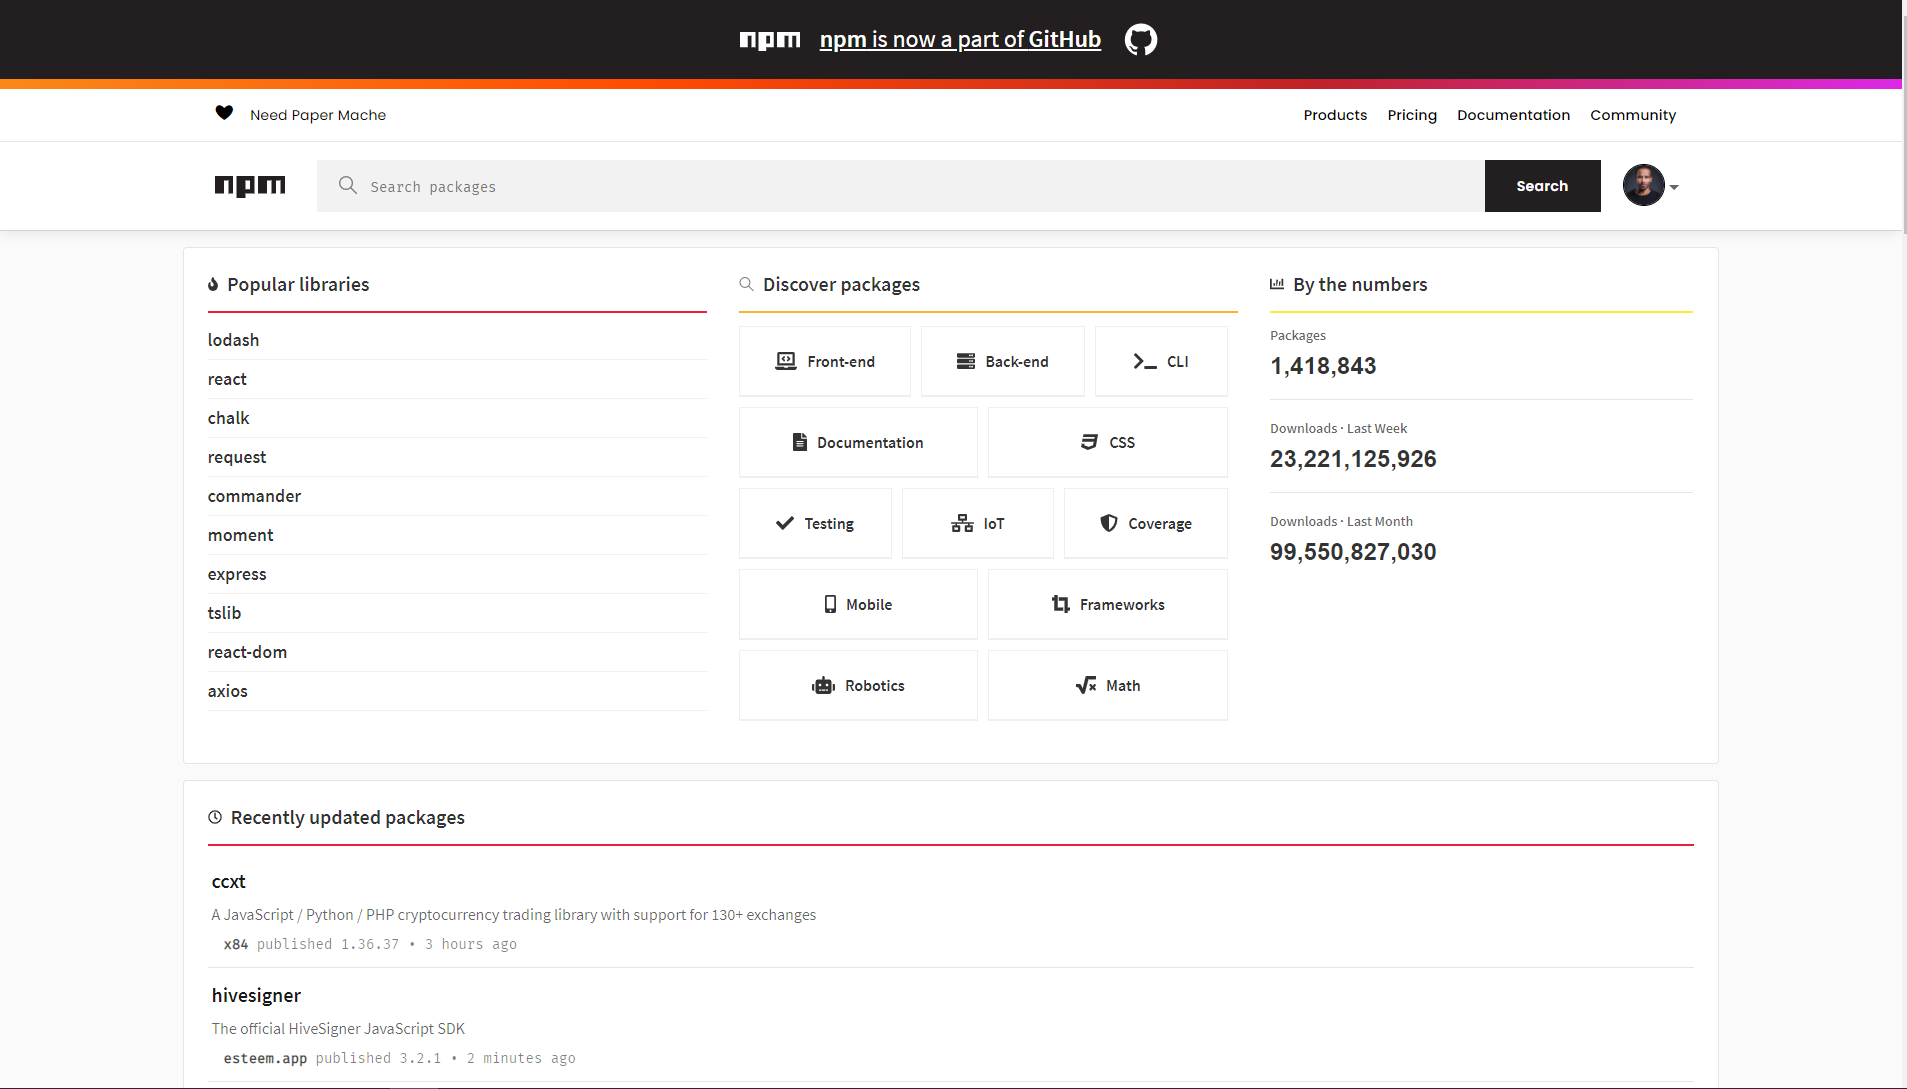 npm npm is now a part of GitHub
Need Paper Mache
Products Pricing Documentation Community
npm Search packages Search
Popular libraries
lodash
react
chalk
request
commander
moment
express
tslib
react-dom
axios
Discover packages
Front-end Back-end CLI
Documentation CSS
Testing IoT Coverage
Mobile Frameworks
Robotics Math
By the numbers
Packages
1,418,843
Downloads · Last Week
23,221,125,926
Downloads · Last Month
99,550,827,030
Recently updated packages
ccxt
A JavaScript / Python / PHP cryptocurrency trading library with support for 130+ exchanges
x84 published 1.36.37 • 3 hours ago
hivesigner
The official HiveSigner JavaScript SDK
esteem.app published 3.2.1 • 2 minutes ago